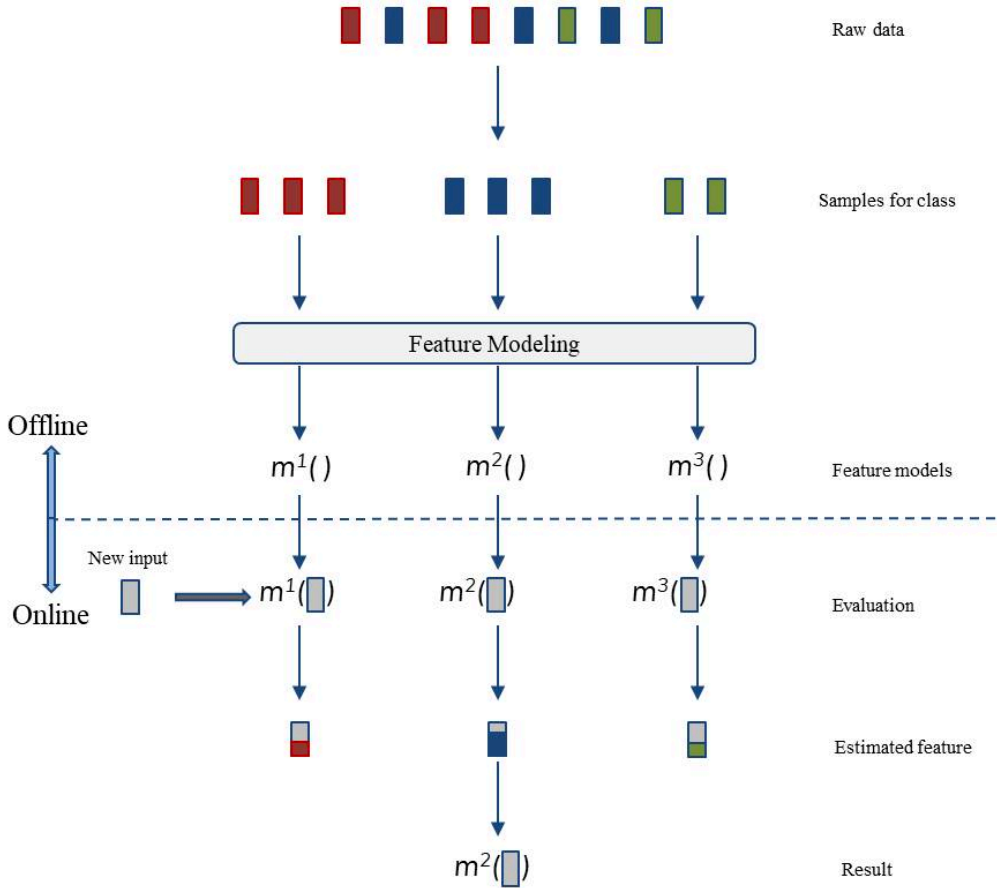 Raw data
Samples for class
Feature Modeling
Offline
m¹() m²() m³() Feature models
New input
Online m¹( ) m²( ) m³( ) Evaluation
Estimated feature
m²( ) Result